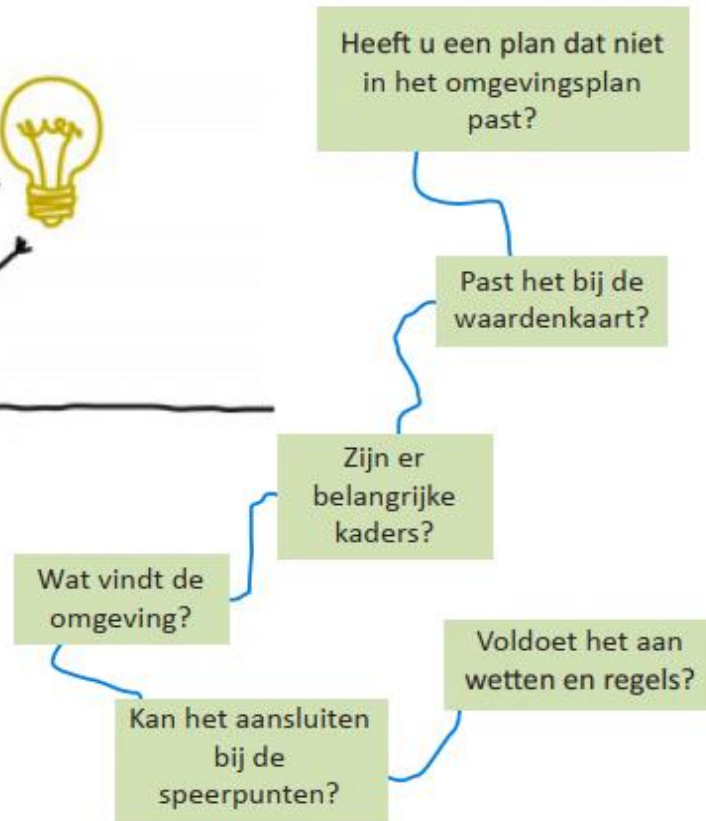 Heeft u een plan dat niet
in het omgevingsplan
past?
Past het bij de
waardenkaart?
Zijn er
belangrijke
kaders?
Wat vindt de
omgeving?
Kan het aansluiten
bij de
speerpunten?
Voldoet het aan
wetten en regels?